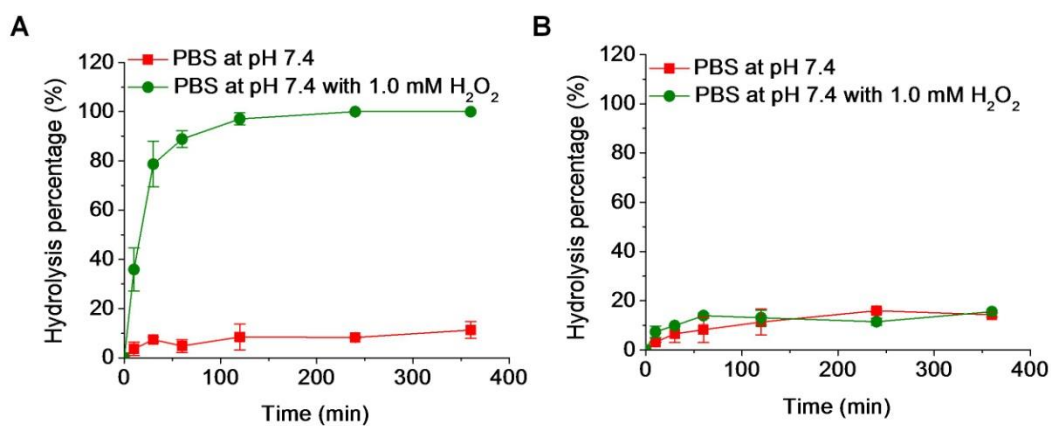 A
PBS at pH 7.4
PBS at pH 7.4 with 1.0 mM H₂O₂
Hydrolysis percentage (%)
120
100
80
60
40
20
0
0
100
200
300
400
Time (min)
B
PBS at pH 7.4
PBS at pH 7.4 with 1.0 mM H₂O₂
Hydrolysis percentage (%)
120
100
80
60
40
20
0
0
100
200
300
400
Time (min)